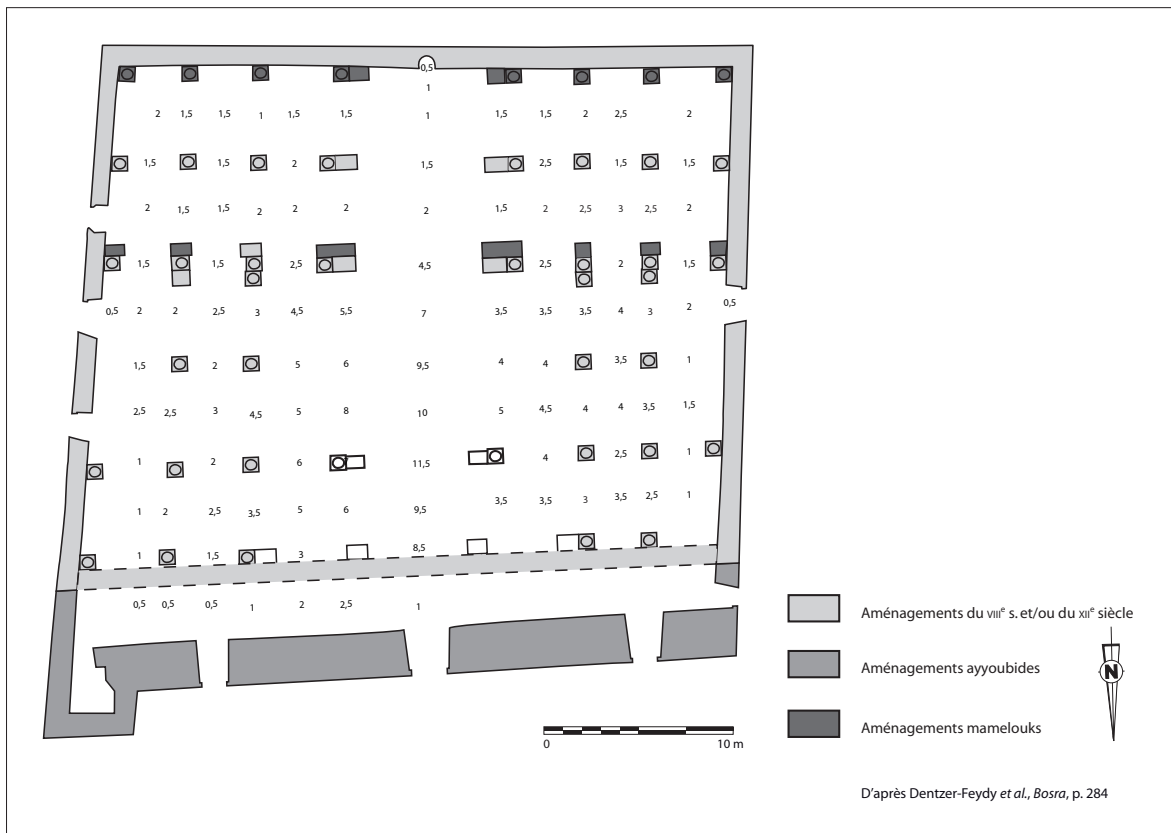 0,5
1
2 1,5 1,5 1 1,5 1,5 1 1,5 1,5 2 2,5 2
1,5 1,5 2 1,5 2,5 1,5 1,5
2 1,5 1,5 2 2 2 2 1,5 2 2,5 3 2,5 2
1,5 1,5 2,5 4,5 2,5 2 1,5
0,5 2 2 2,5 3 4,5 5,5 7 3,5 3,5 3,5 4 3 2 0,5
1,5 2 5 6 9,5 4 4 3,5 1
2,5 2,5 3 4,5 5 8 10 5 4,5 4 4 3,5 1,5
1 2 6 11,5 4 2,5 1
1 2 2,5 3,5 5 6 9,5 3,5 3,5 3 3,5 2,5 1
1 1,5 3 8,5
0,5 0,5 0,5 1 2 2,5 1
Aménagements du VIIIe s. et/ou du XIIe siècle
Aménagements ayyoubides
N
Aménagements mamelouks
0 10 m
D'après Dentzer-Feydy et al., Bosra, p. 284